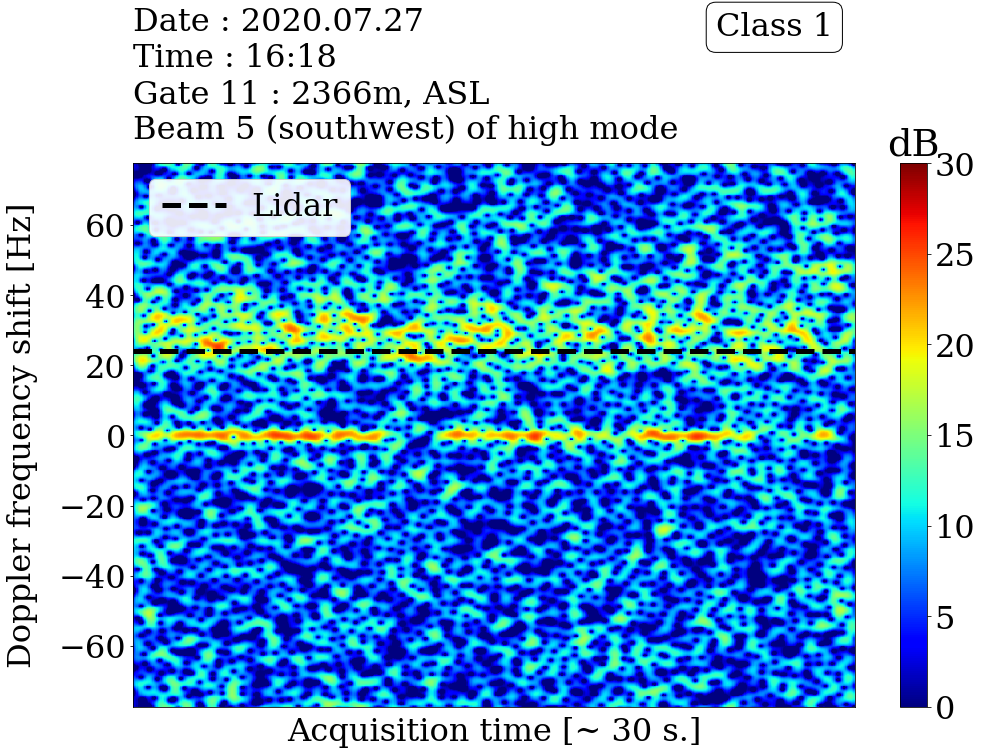 Date : 2020.07.27
Time : 16:18
Gate 11 : 2366m, ASL
Beam 5 (southwest) of high mode
Class 1
dB
Lidar
Doppler frequency shift [Hz]
60
40
20
0
−20
−40
−60
Acquisition time [~ 30 s.]
30
25
20
15
10
5
0